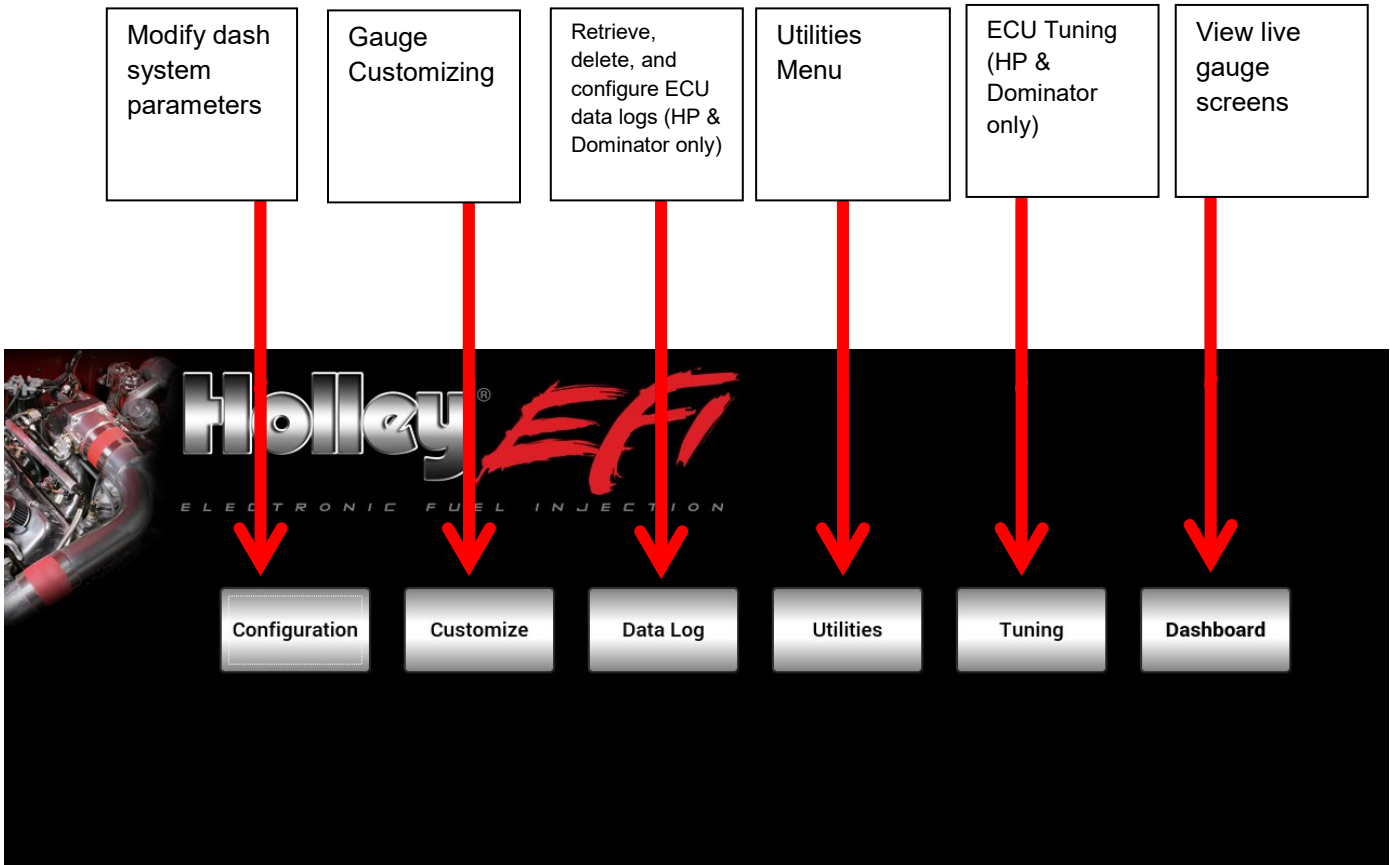 Modify dash
system
parameters
Gauge
Customizing
Retrieve,
delete, and
configure ECU
data logs (HP &
Dominator only)
Utilities
Menu
ECU Tuning
(HP &
Dominator
only)
View live
gauge
screens
Holley® EFI
ELECTRONIC FUEL INJECTION
Configuration
Customize
Data Log
Utilities
Tuning
Dashboard